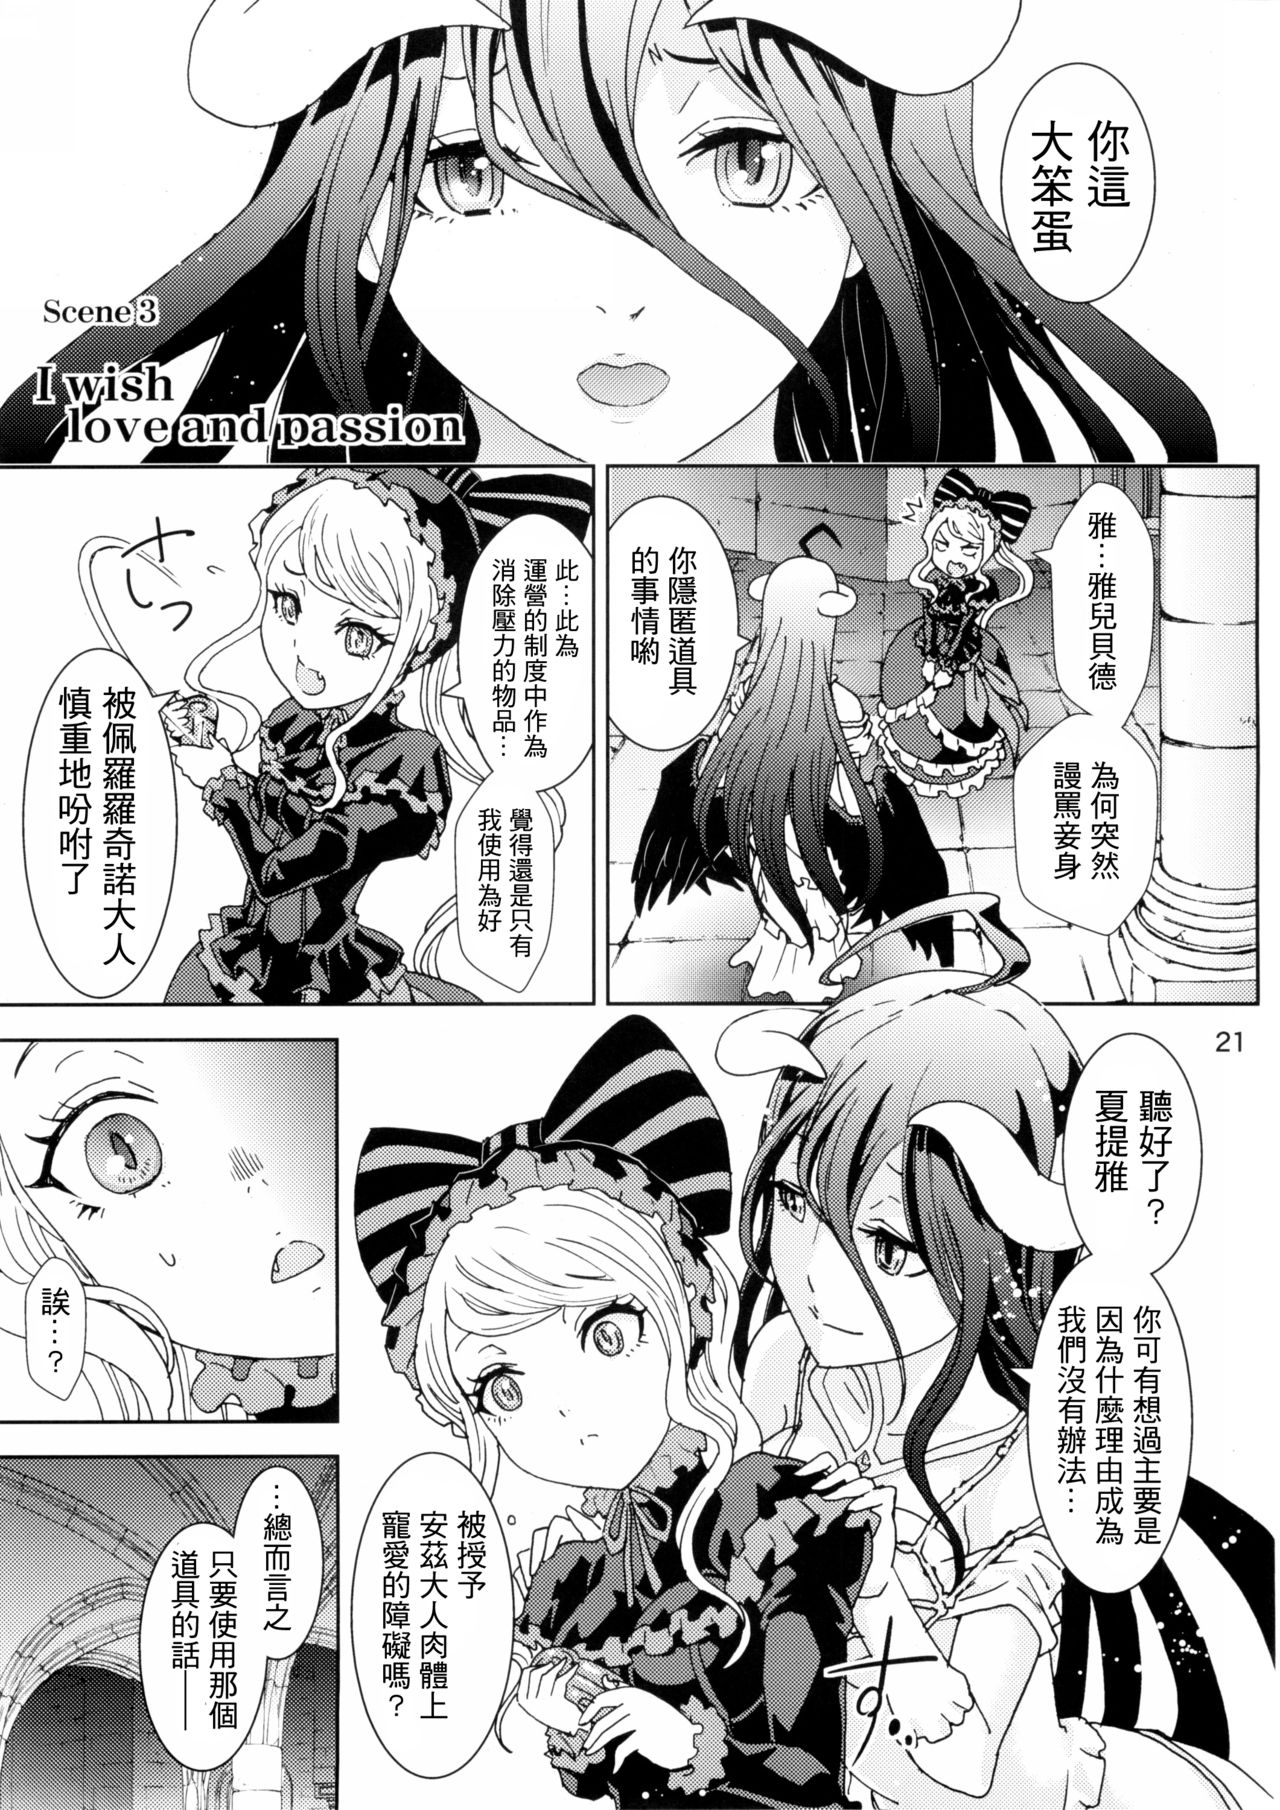 你這
大笨蛋
Scene 3
I wish
love and passion
雅…雅兒貝德
為何突然
謾罵妾身
你隱匿道具
的事情喲
此…此為
運營的制度中作為
消除壓力的物品…
覺得還是只有
我使用為好
被佩羅羅奇諾大人
慎重地吩咐了
サッ
21
聽好了？
夏提雅
你可有想過主要是
因為什麼理由成為
我們沒有辦法…
被授予
安茲大人肉體上
寵愛的障礙嗎？
誒…？
…總而言之
只要使用那個
道具的話——